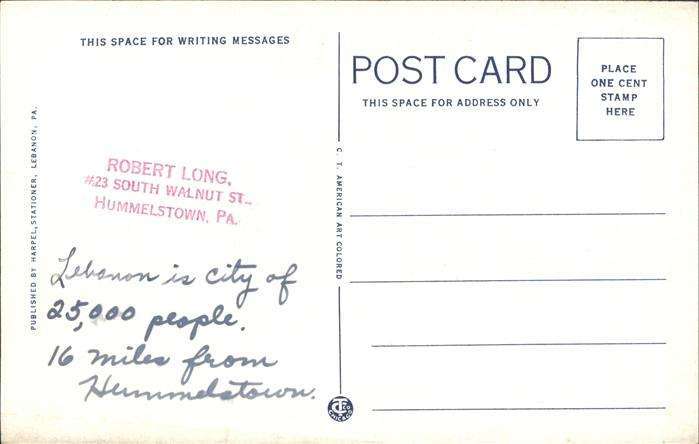 THIS SPACE FOR WRITING MESSAGES
POST CARD
THIS SPACE FOR ADDRESS ONLY
PLACE
ONE CENT
STAMP
HERE
PUBLISHED BY HARPEL, STATIONER, LEBANON, PA.
ROBERT LONG,
#23 SOUTH WALNUT ST.,
HUMMELSTOWN, PA.
Lebanon is city of
25,000 people.
16 miles from
Hummelstown.
C. T. AMERICAN ART COLORED